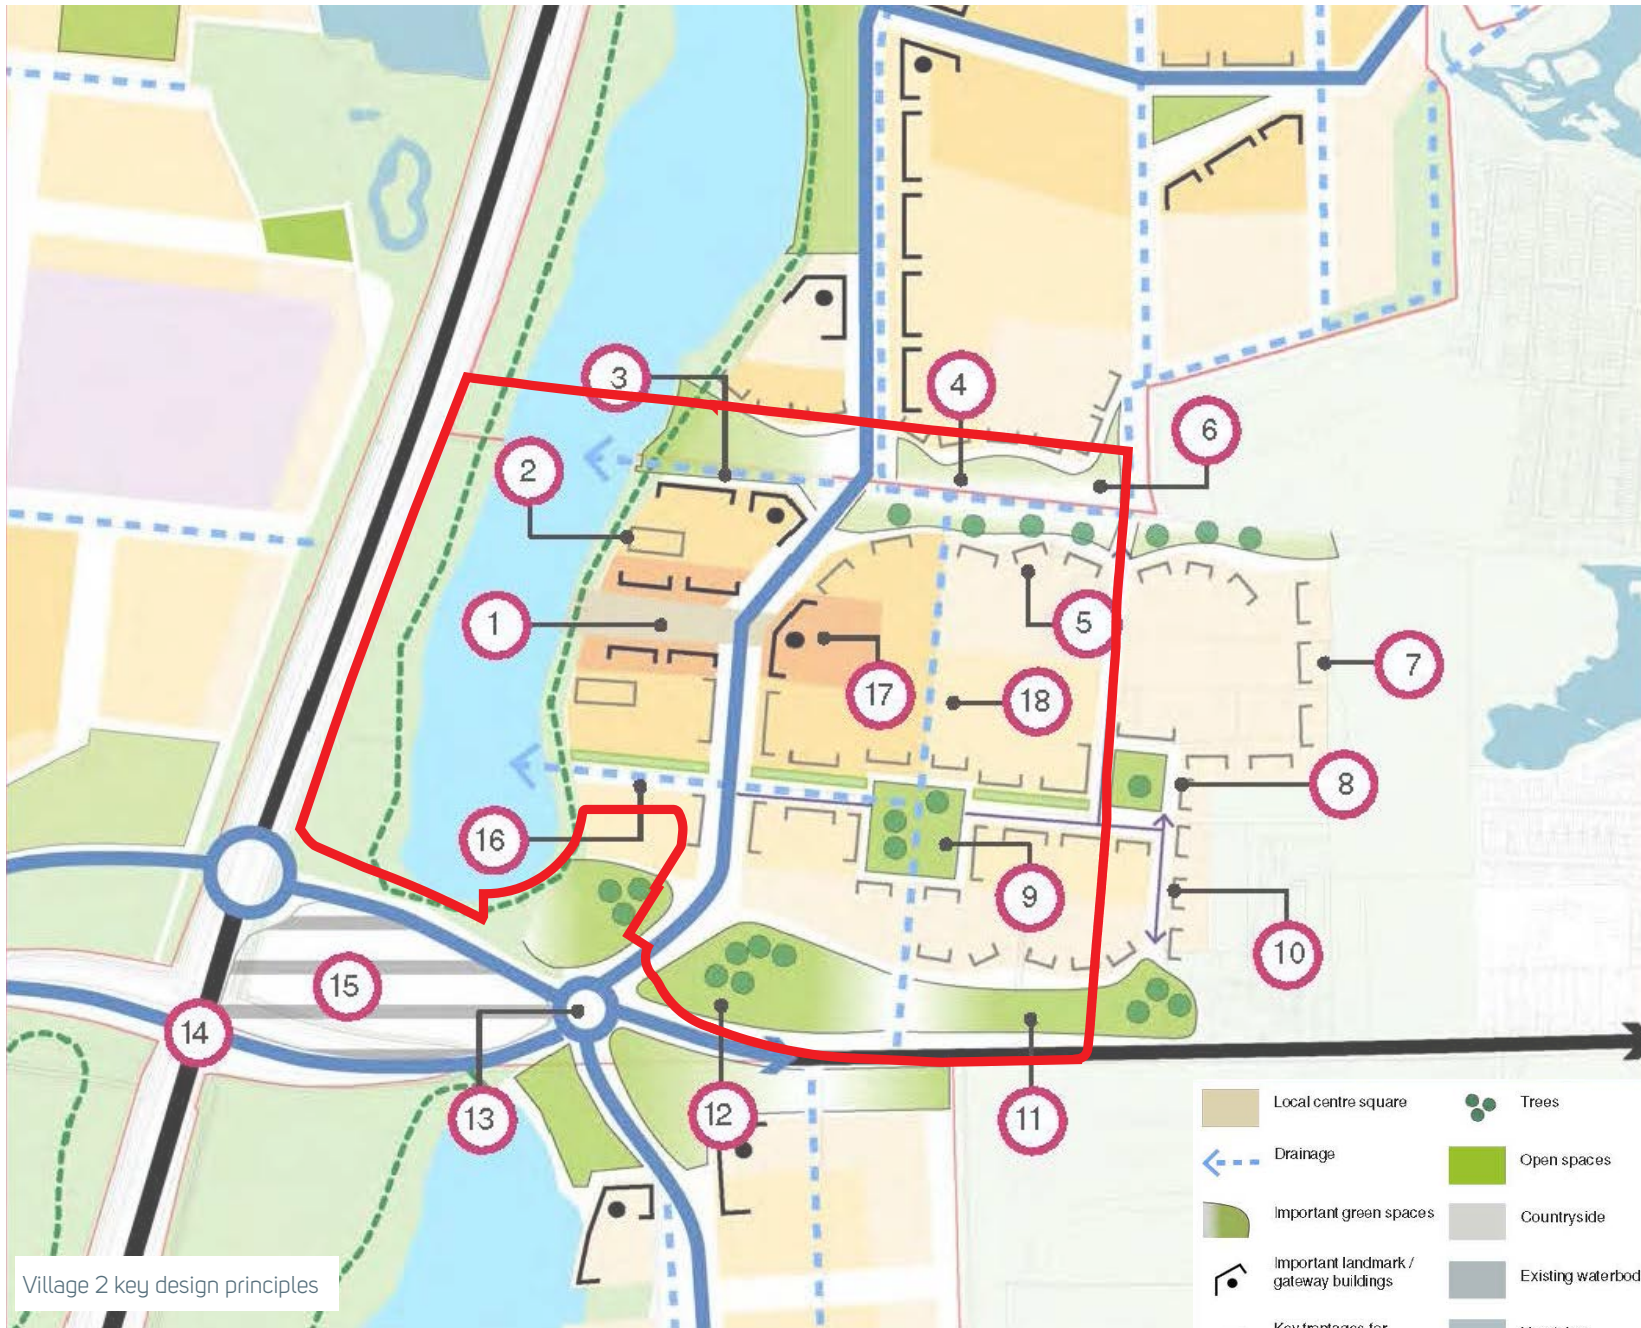 3
4
6
2
1
5
7
17
18
8
16
9
10
15
14
13
12
11
Local centre square
Trees
Drainage
Open spaces
Important green spaces
Countryside
Important landmark /
gateway buildings
Existing waterbod
Village 2 key design principles